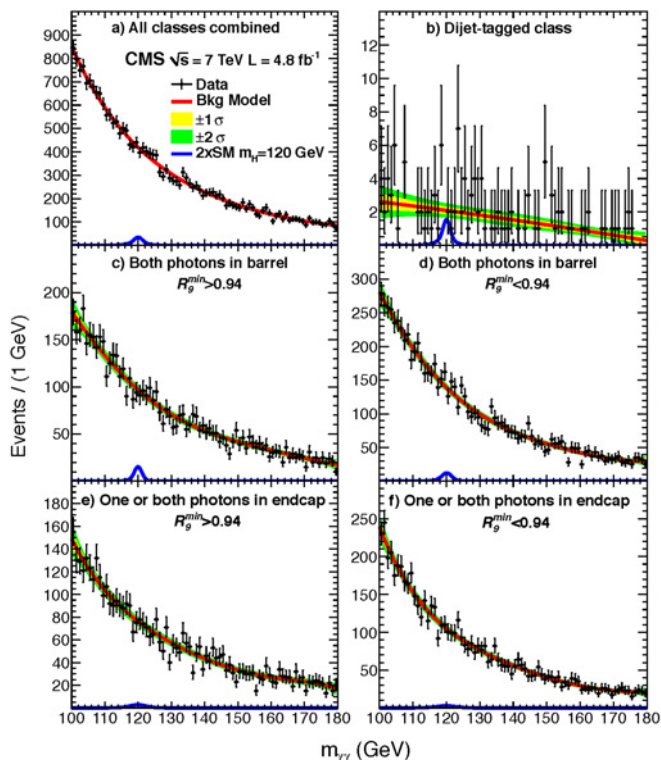 a) All classes combined
CMS √s = 7 TeV L = 4.8 fb⁻¹
Data
Bkg Model
±1 σ
±2 σ
2xSM m_H=120 GeV
900
800
700
600
500
400
300
200
100
b) Dijet-tagged class
12
10
8
6
4
2
c) Both photons in barrel
R₉^min>0.94
200
150
100
50
d) Both photons in barrel
R₉^min<0.94
300
250
200
150
100
50
e) One or both photons in endcap
R₉^min>0.94
180
160
140
120
100
80
60
40
20
100 110 120 130 140 150 160 170 180
f) One or both photons in endcap
R₉^min<0.94
250
200
150
100
50
100 110 120 130 140 150 160 170 180
Events / (1 GeV)
m_γγ (GeV)